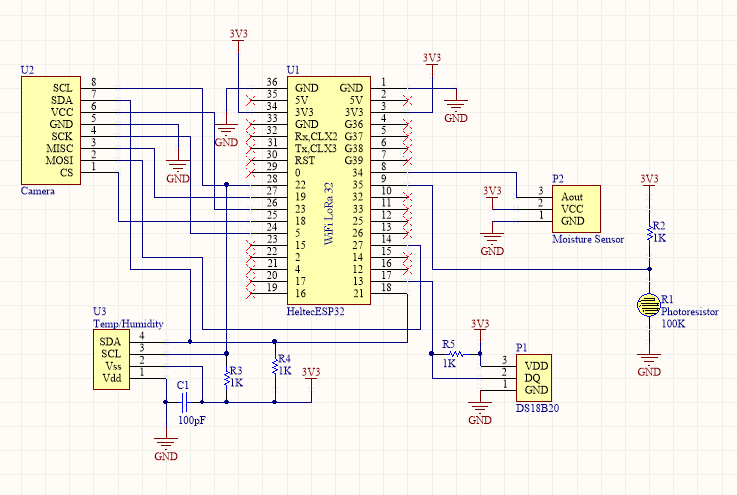 3V3
3V3
U2
U1
SCL 8
SDA 7
VCC 6
GND 5
SCK 4
MISC 3
MOSI 2
CS 1
Camera
GND
GND
GND
36 GND
35 5V
34 3V3
33 GND
32 Rx,CLX2
31 Tx,CLX3
30 RST
29 0
28 22
27 19
26 23
25 18
24 5
23 15
22 2
21 4
20 17
19 16
WiFi LoRa 32
GND 1
5V 2
3V3 3
G36 4
G37 5
G38 6
G39 7
34 8
35 9
32 10
33 11
25 12
26 13
27 14
14 15
12 16
13 17
21 18
HeltecESP32
P2
3V3
3 Aout
2 VCC
1 GND
GND
Moisture Sensor
3V3
R2
1K
R1
Photoresistor
100K
GND
U3
Temp/Humidity
SDA 4
SCL 3
Vss 2
Vdd 1
C1
100pF
GND
R3
1K
R4
1K
3V3
R5
1K
3V3
P1
3 VDD
2 DQ
1 GND
DS18B20
GND